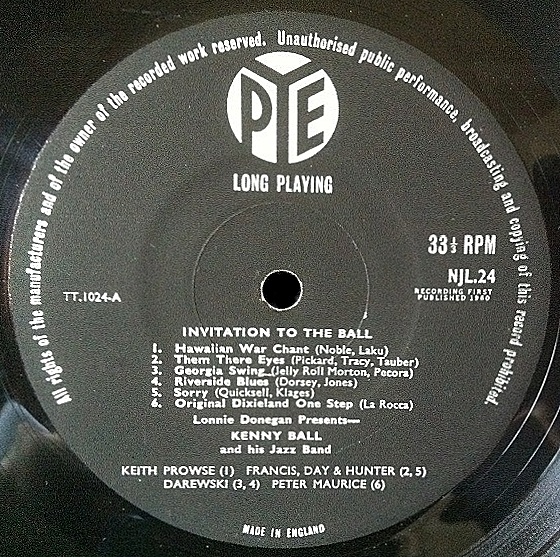 All rights of the manufacturers and of the owner of the recorded work reserved. Unauthorised public performance, broadcasting and copying of this record prohibited.
PYE
LONG PLAYING
33⅓ RPM
NJL.24
RECORDING FIRST
PUBLISHED 1960
TT.1024-A
INVITATION TO THE BALL
1. Hawaiian War Chant (Noble, Laku)
2. Them There Eyes (Pickard, Tracy, Tauber)
3. Georgia Swing (Jelly Roll Morton, Pecora)
4. Riverside Blues (Dorsey, Jones)
5. Sorry (Quicksell, Klages)
6. Original Dixieland One Step (La Rocca)
Lonnie Donegan Presents—
KENNY BALL
and his Jazz Band
KEITH PROWSE (1) FRANCIS, DAY & HUNTER (2, 5)
DAREWSKI (3, 4) PETER MAURICE (6)
MADE IN ENGLAND